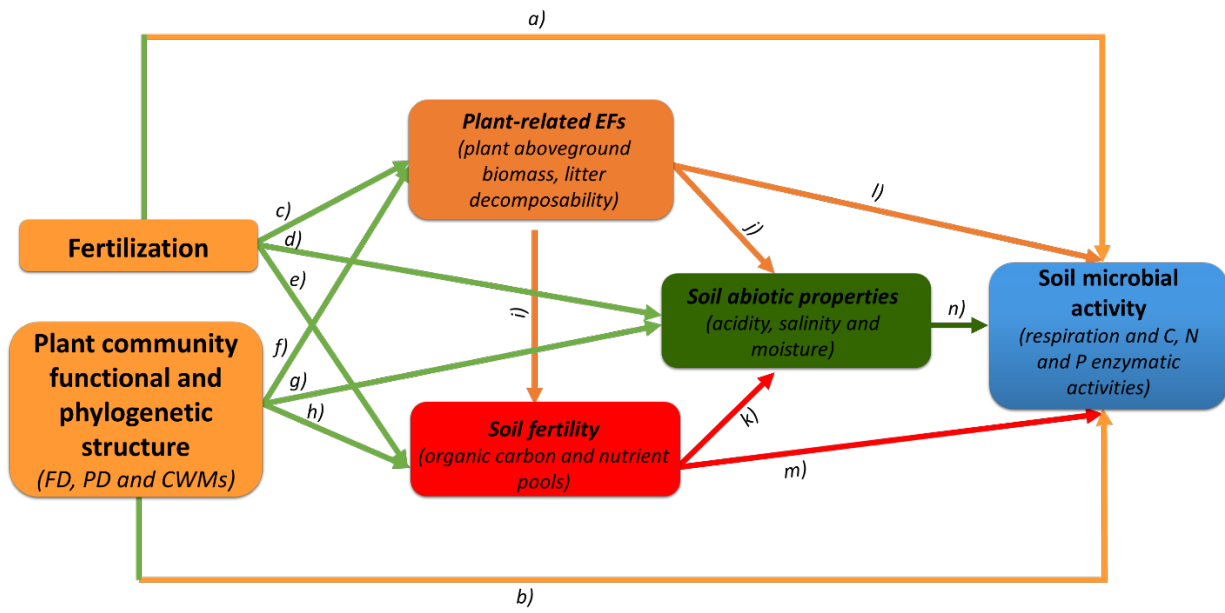 a)
Plant-related EFs
(plant aboveground
biomass, litter
decomposability)
c)
l)
Fertilization
d)
j)
e)
Soil abiotic properties
(acidity, salinity and
moisture)
n)
Soil microbial
activity
(respiration and C, N
and P enzymatic
activities)
i)
Plant community
functional and
phylogenetic
structure
(FD, PD and CWMs)
f)
g)
h)
k)
Soil fertility
(organic carbon and nutrient
pools)
m)
b)